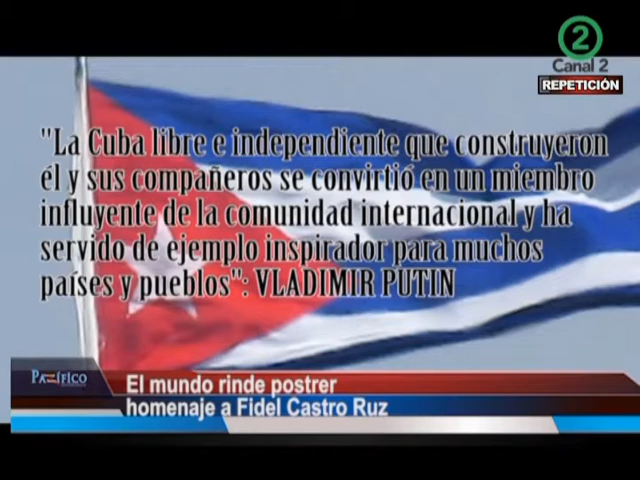 2
Canal 2
REPETICIÓN
"La Cuba libre e independiente que construyeron
él y sus compañeros se convirtió en un miembro
influyente de la comunidad internacional y ha
servido de ejemplo inspirador para muchos
países y pueblos": VLADIMIR PUTIN
PACÍFICO
El mundo rinde postrer
homenaje a Fidel Castro Ruz